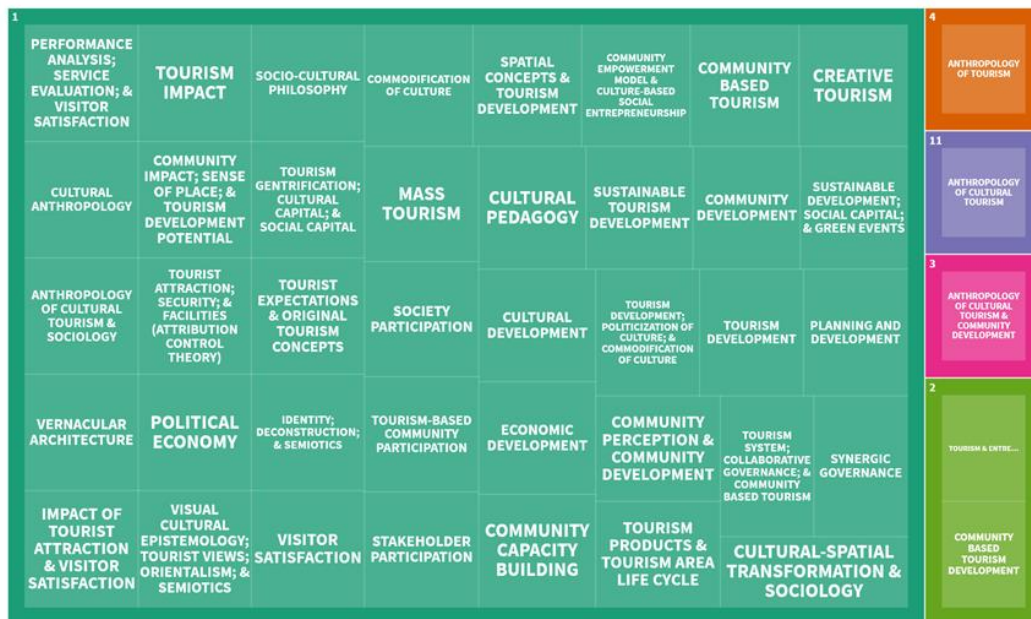 1
PERFORMANCE
ANALYSIS;
SERVICE
EVALUATION; &
VISITOR
SATISFACTION
TOURISM
IMPACT
SOCIO-CULTURAL
PHILOSOPHY
COMMODIFICATION
OF CULTURE
SPATIAL
CONCEPTS &
TOURISM
DEVELOPMENT
COMMUNITY
EMPOWERMENT
MODEL &
CULTURE-BASED
SOCIAL
ENTREPRENEURSHIP
COMMUNITY
BASED
TOURISM
CREATIVE
TOURISM
CULTURAL
ANTHROPOLOGY
COMMUNITY
IMPACT; SENSE
OF PLACE; &
TOURISM
DEVELOPMENT
POTENTIAL
TOURISM
GENTRIFICATION;
CULTURAL
CAPITAL; &
SOCIAL CAPITAL
MASS
TOURISM
CULTURAL
PEDAGOGY
SUSTAINABLE
TOURISM
DEVELOPMENT
COMMUNITY
DEVELOPMENT
SUSTAINABLE
DEVELOPMENT;
SOCIAL CAPITAL;
& GREEN EVENTS
ANTHROPOLOGY
OF CULTURAL
TOURISM &
SOCIOLOGY
TOURIST
ATTRACTION;
SECURITY; &
FACILITIES
(ATTRIBUTION
CONTROL
THEORY)
TOURIST
EXPECTATIONS
& ORIGINAL
TOURISM
CONCEPTS
SOCIETY
PARTICIPATION
CULTURAL
DEVELOPMENT
TOURISM
DEVELOPMENT;
POLITICIZATION OF
CULTURE; &
COMMODIFICATION
OF CULTURE
TOURISM
DEVELOPMENT
PLANNING AND
DEVELOPMENT
VERNACULAR
ARCHITECTURE
POLITICAL
ECONOMY
IDENTITY;
DECONSTRUCTION;
& SEMIOTICS
TOURISM-BASED
COMMUNITY
PARTICIPATION
ECONOMIC
DEVELOPMENT
COMMUNITY
PERCEPTION &
COMMUNITY
DEVELOPMENT
TOURISM
SYSTEM;
COLLABORATIVE
GOVERNANCE; &
COMMUNITY
BASED TOURISM
SYNERGIC
GOVERNANCE
IMPACT OF
TOURIST
ATTRACTION
& VISITOR
SATISFACTION
VISUAL
CULTURAL
EPISTEMOLOGY;
TOURIST VIEWS;
ORIENTALISM; &
SEMIOTICS
VISITOR
SATISFACTION
STAKEHOLDER
PARTICIPATION
COMMUNITY
CAPACITY
BUILDING
TOURISM
PRODUCTS &
TOURISM AREA
LIFE CYCLE
CULTURAL-SPATIAL
TRANSFORMATION &
SOCIOLOGY
4
ANTHROPOLOGY
OF TOURISM
11
ANTHROPOLOGY
OF CULTURAL
TOURISM
3
ANTHROPOLOGY
OF CULTURAL
TOURISM &
COMMUNITY
DEVELOPMENT
2
TOURISM & ENTRE...
COMMUNITY
BASED
TOURISM
DEVELOPMENT